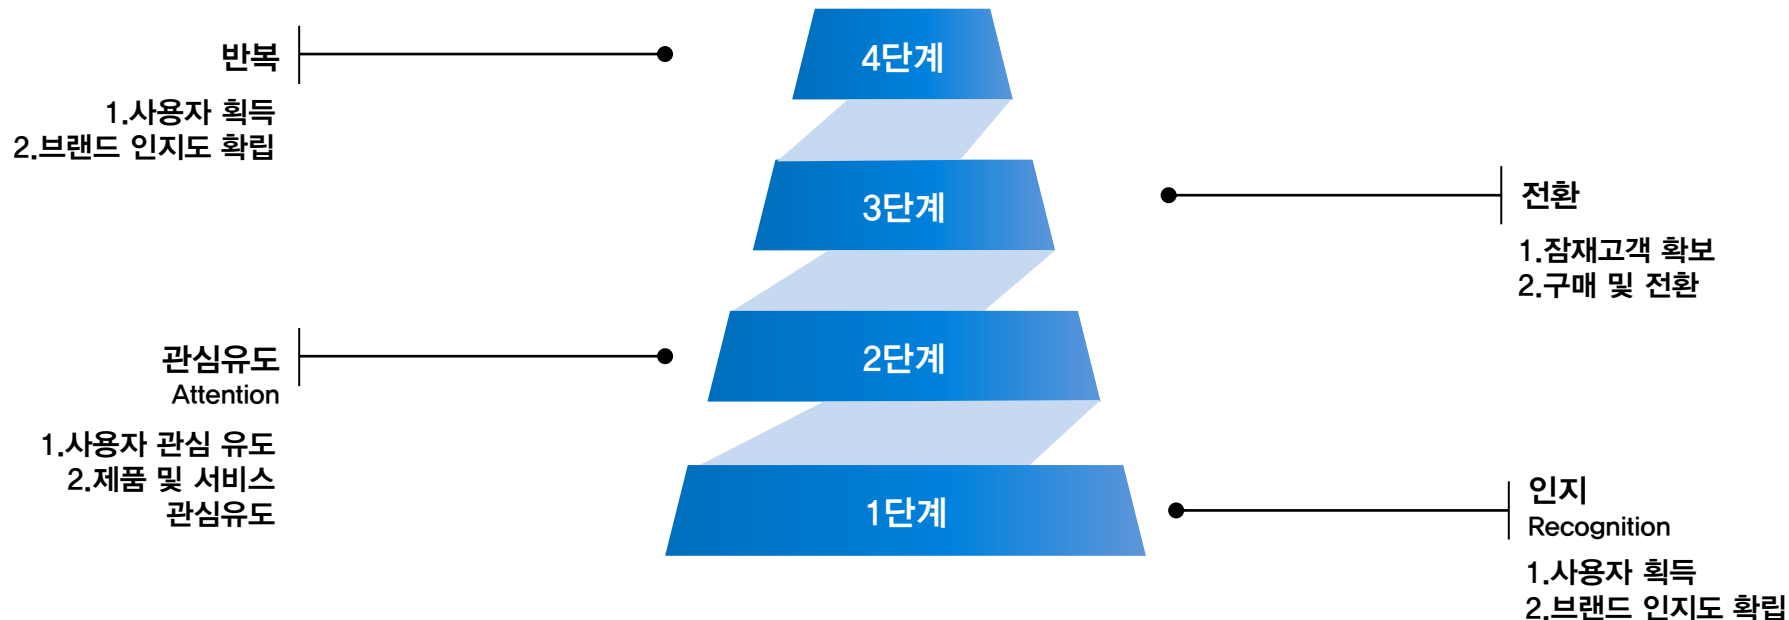 반복
1.사용자 획득
2.브랜드 인지도 확립
4단계
3단계
전환
1.잠재고객 확보
2.구매 및 전환
관심유도
Attention
1.사용자 관심 유도
2.제품 및 서비스
관심유도
2단계
1단계
인지
Recognition
1.사용자 획득
2.브랜드 인지도 확립